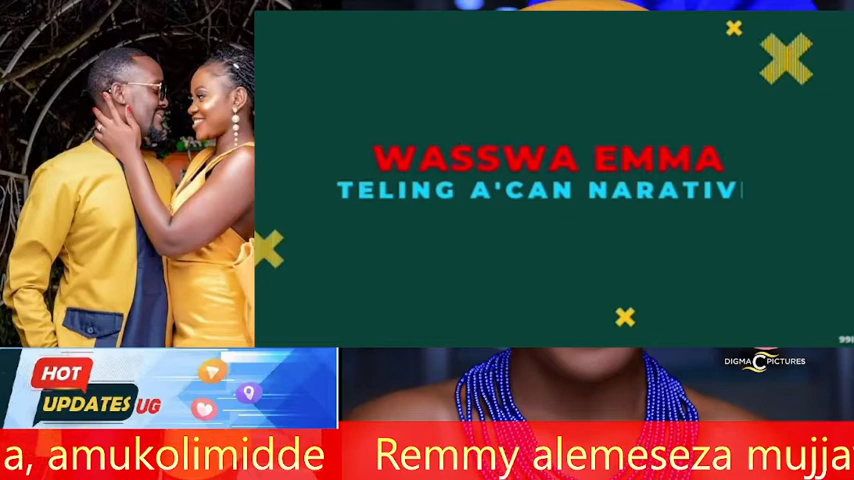 WASSWA EMMA
TELING A'CAN NARATIV
DIGMA PICTURES
HOT
UPDATES UG
a, amukolimidde Remmy alemeseza mujja